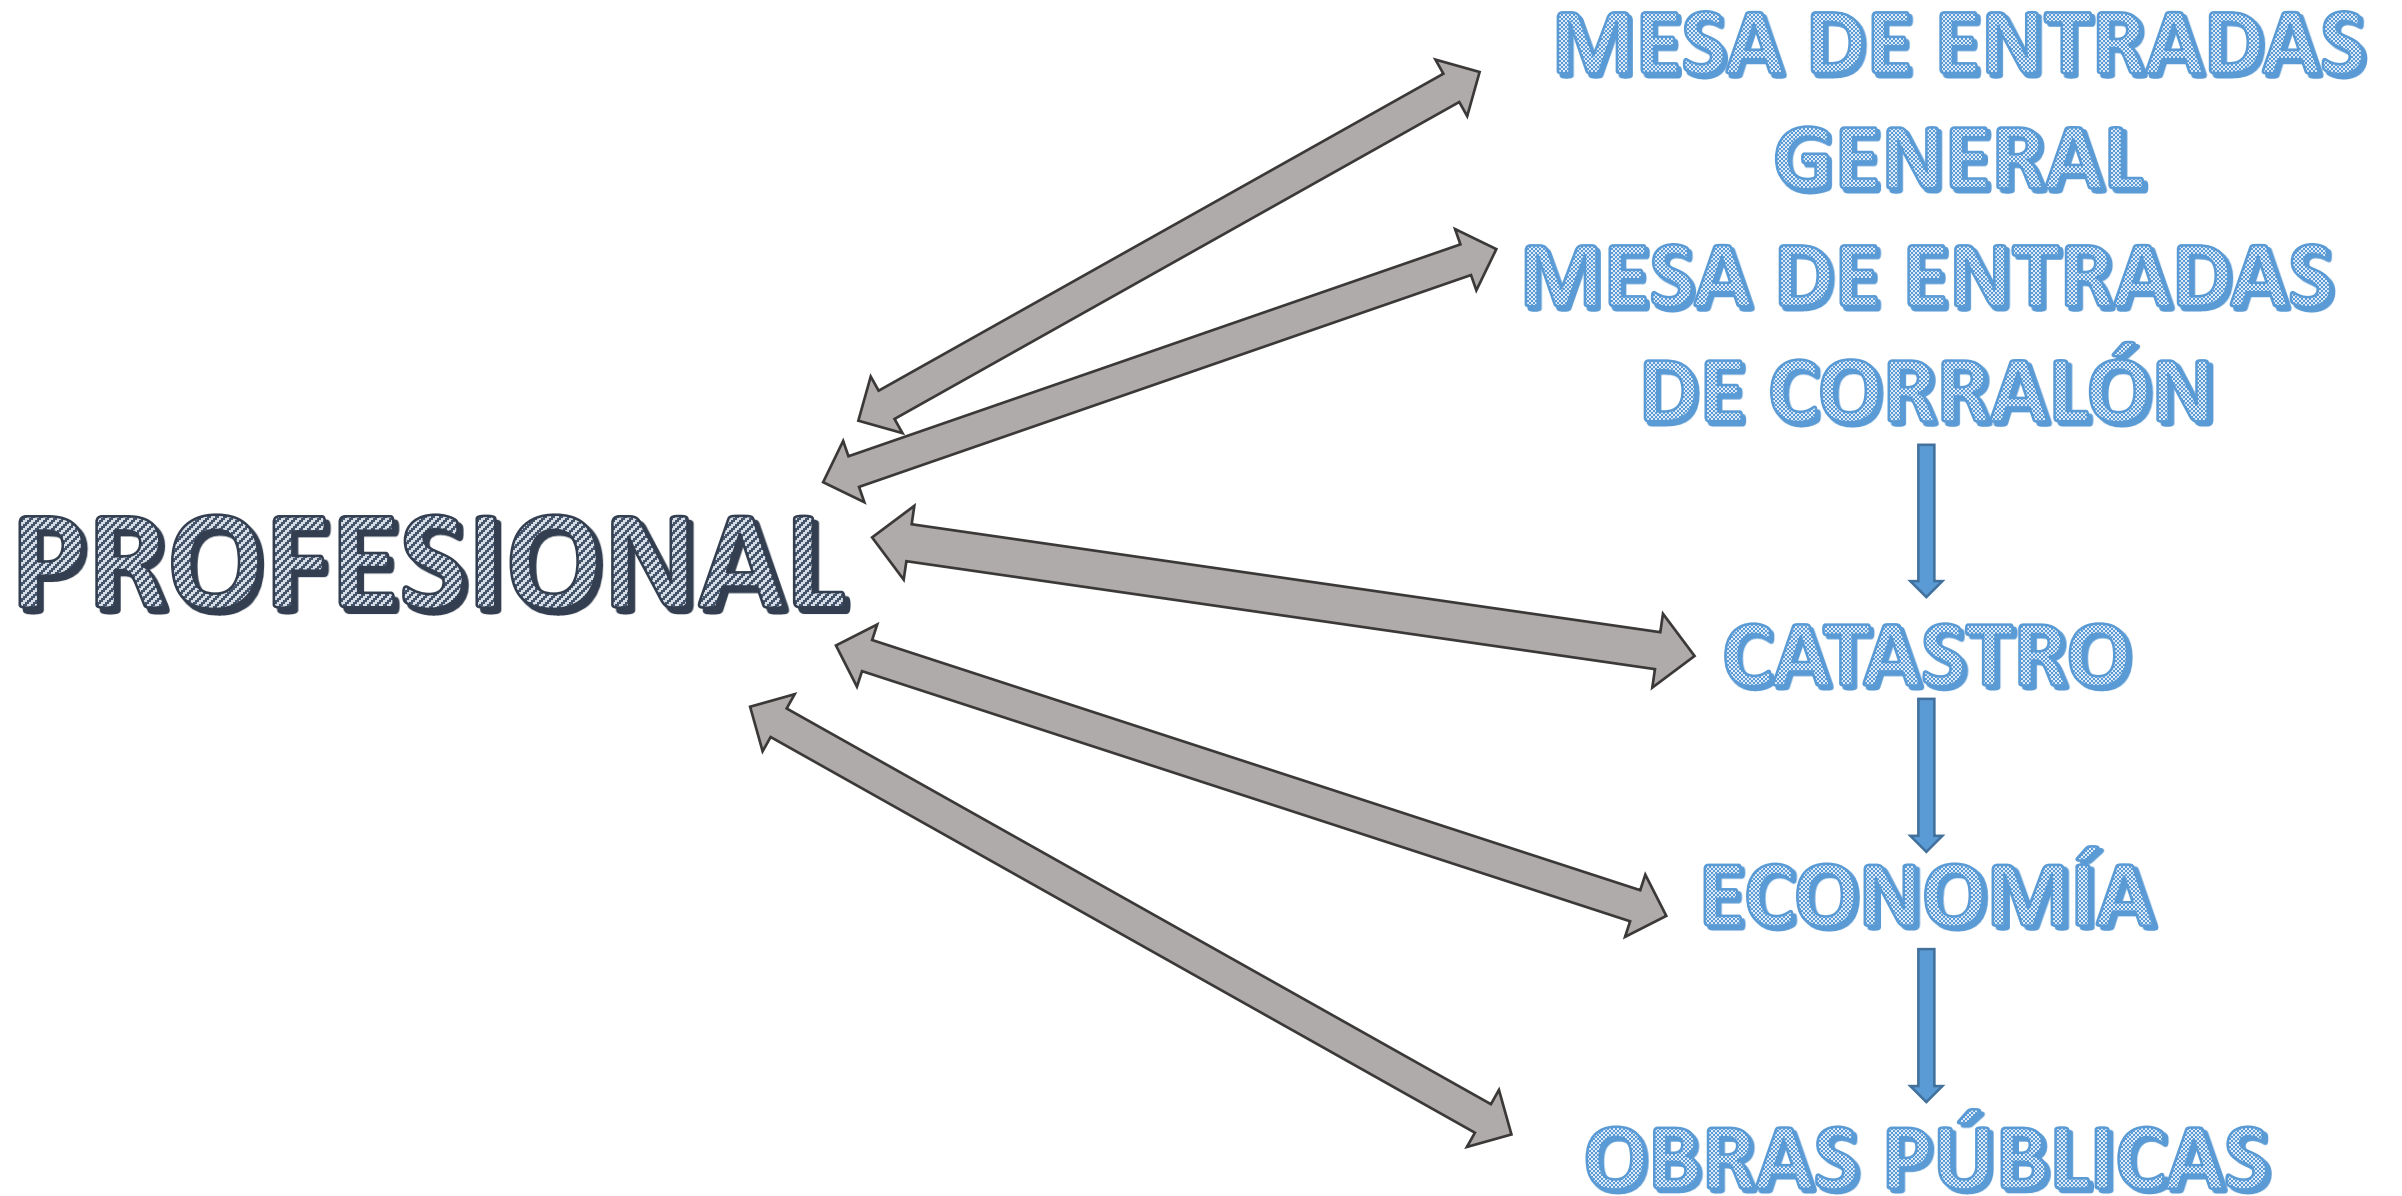 MESA DE ENTRADAS
GENERAL
MESA DE ENTRADAS
DE CORRALÓN
PROFESIONAL
CATASTRO
ECONOMÍA
OBRAS PÚBLICAS